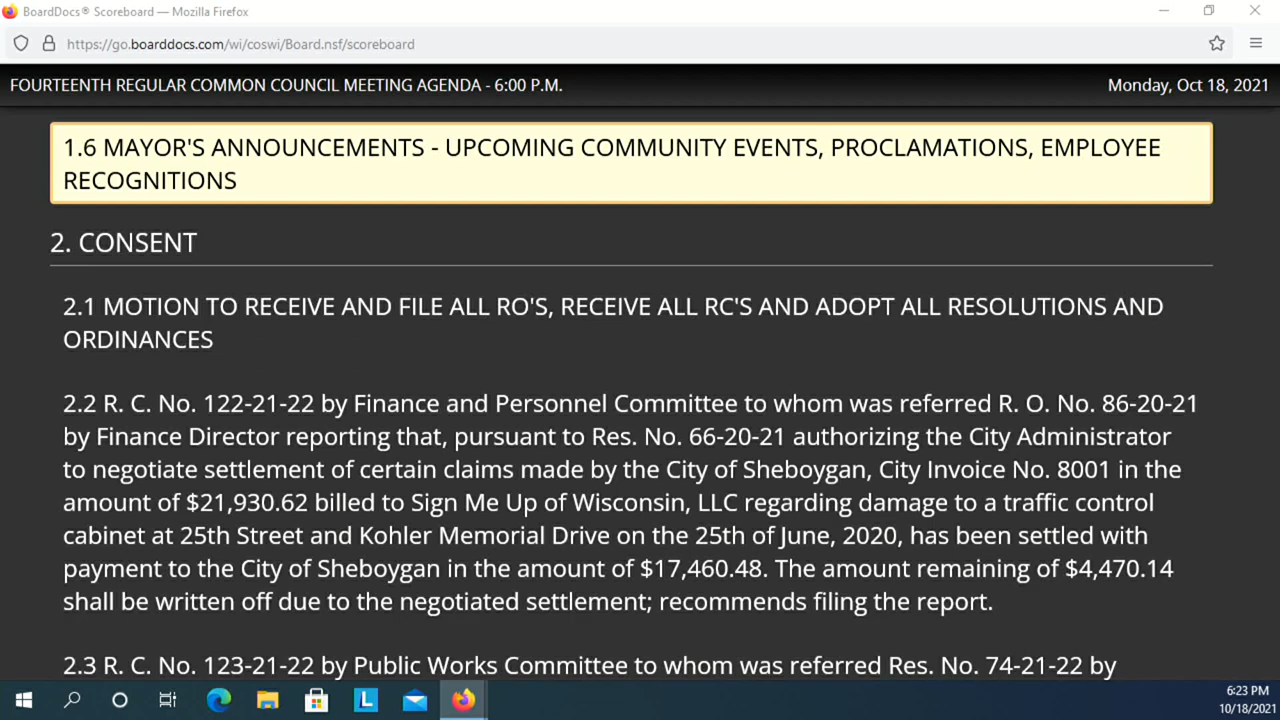 BoardDocs® Scoreboard — Mozilla Firefox
https://go.boarddocs.com/wi/coswi/Board.nsf/scoreboard
FOURTEENTH REGULAR COMMON COUNCIL MEETING AGENDA - 6:00 P.M. Monday, Oct 18, 2021
1.6 MAYOR'S ANNOUNCEMENTS - UPCOMING COMMUNITY EVENTS, PROCLAMATIONS, EMPLOYEE
RECOGNITIONS
2. CONSENT
2.1 MOTION TO RECEIVE AND FILE ALL RO'S, RECEIVE ALL RC'S AND ADOPT ALL RESOLUTIONS AND
ORDINANCES
2.2 R. C. No. 122-21-22 by Finance and Personnel Committee to whom was referred R. O. No. 86-20-21
by Finance Director reporting that, pursuant to Res. No. 66-20-21 authorizing the City Administrator
to negotiate settlement of certain claims made by the City of Sheboygan, City Invoice No. 8001 in the
amount of $21,930.62 billed to Sign Me Up of Wisconsin, LLC regarding damage to a traffic control
cabinet at 25th Street and Kohler Memorial Drive on the 25th of June, 2020, has been settled with
payment to the City of Sheboygan in the amount of $17,460.48. The amount remaining of $4,470.14
shall be written off due to the negotiated settlement; recommends filing the report.
2.3 R. C. No. 123-21-22 by Public Works Committee to whom was referred Res. No. 74-21-22 by
L
6:23 PM
10/18/2021